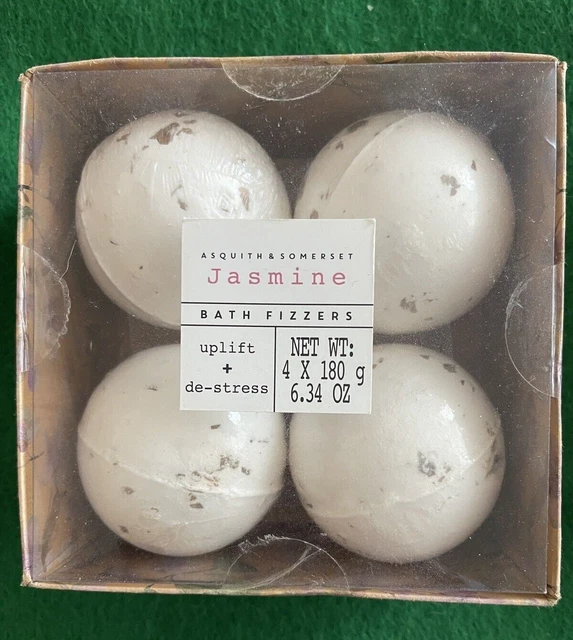 ASQUITH & SOMERSET
Jasmine
BATH FIZZERS
uplift
+
de-stress
NET WT:
4 X 180 g
6.34 OZ